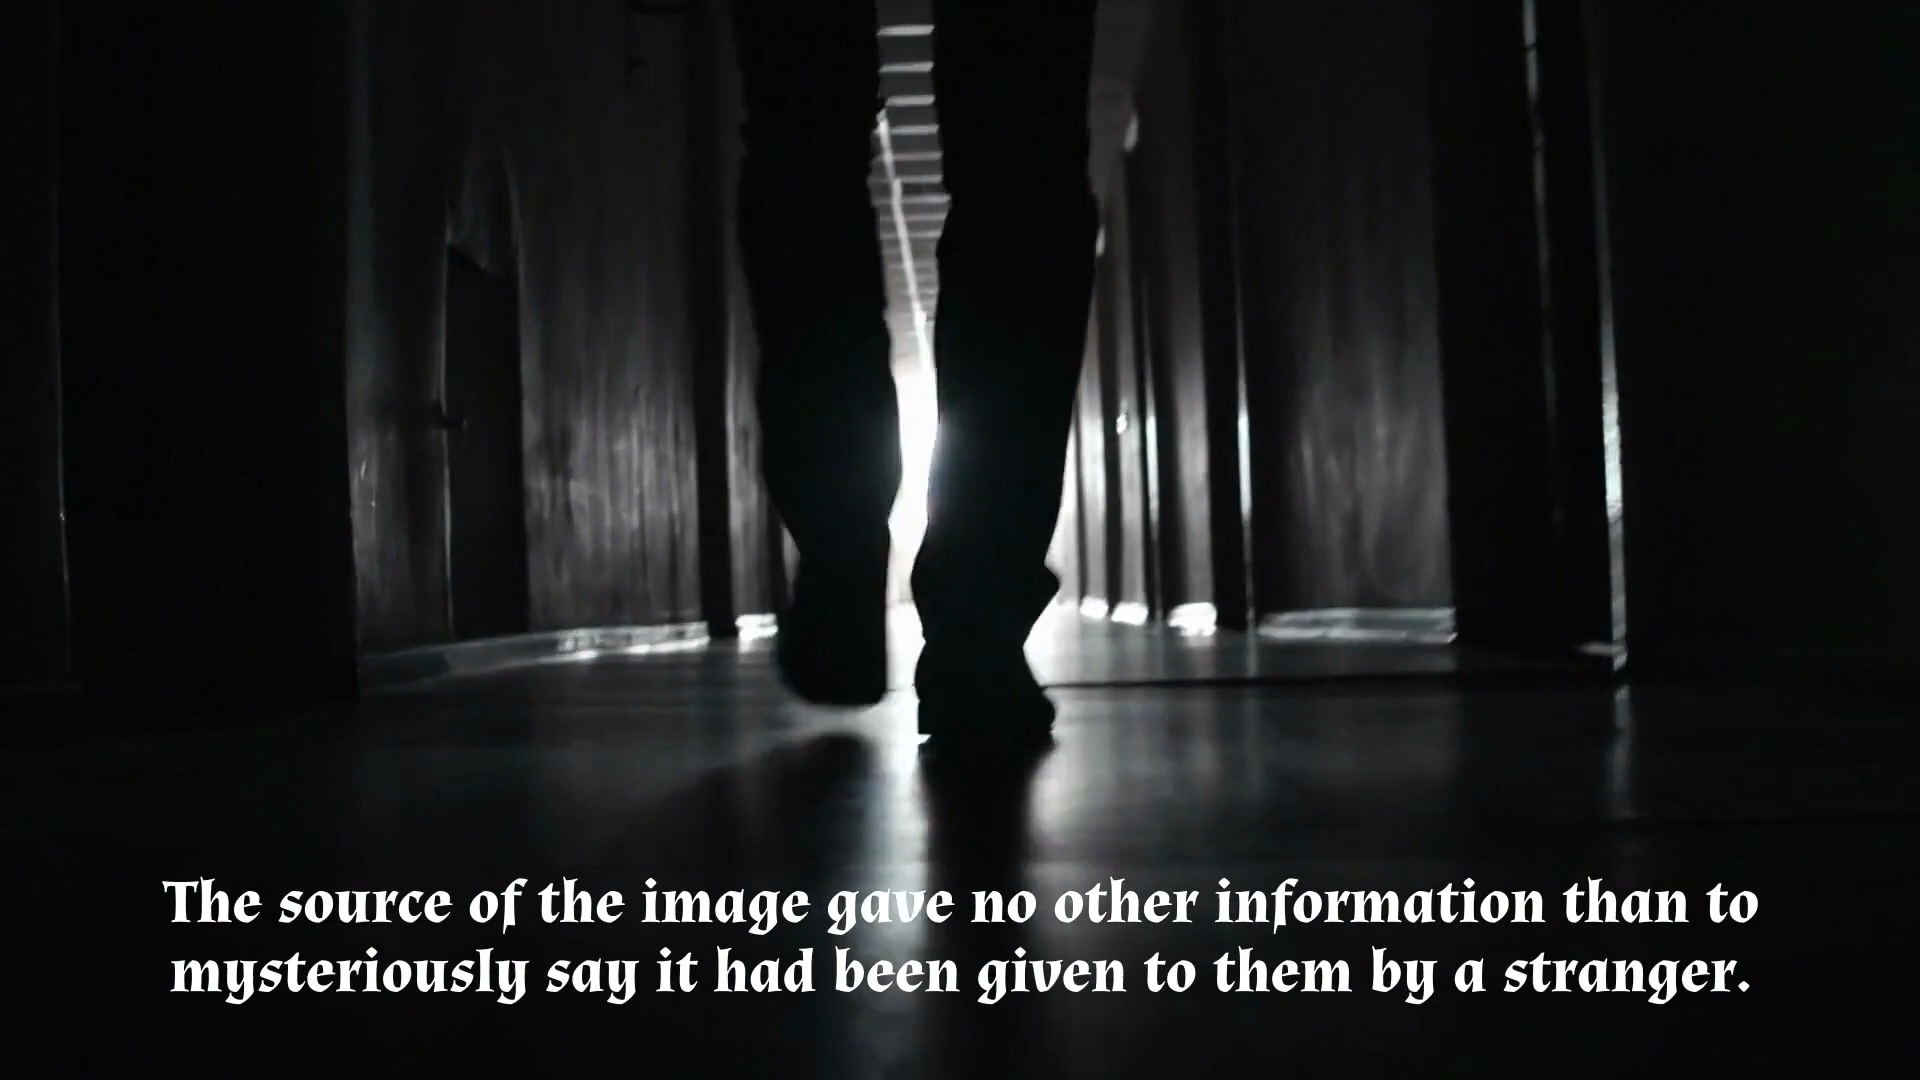 The source of the image gave no other information than to
mysteriously say it had been given to them by a stranger.